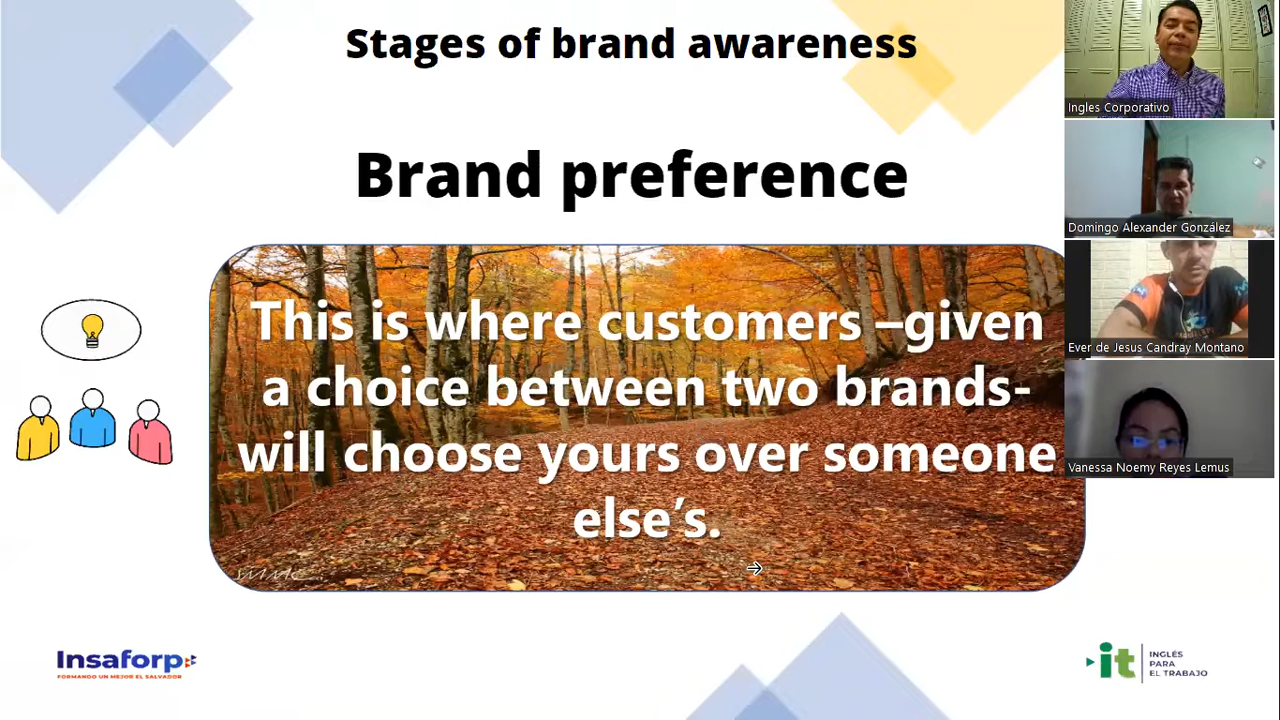 Stages of brand awareness
Brand preference
This is where customers –given
a choice between two brands-
will choose yours over someone
else’s.
Ingles Corporativo
Domingo Alexander González
Ever de Jesus Candray Montano
Vanessa Noemy Reyes Lemus
Insaforp
FORMANDO UN MEJOR EL SALVADOR
it
INGLÉS
PARA
EL TRABAJO